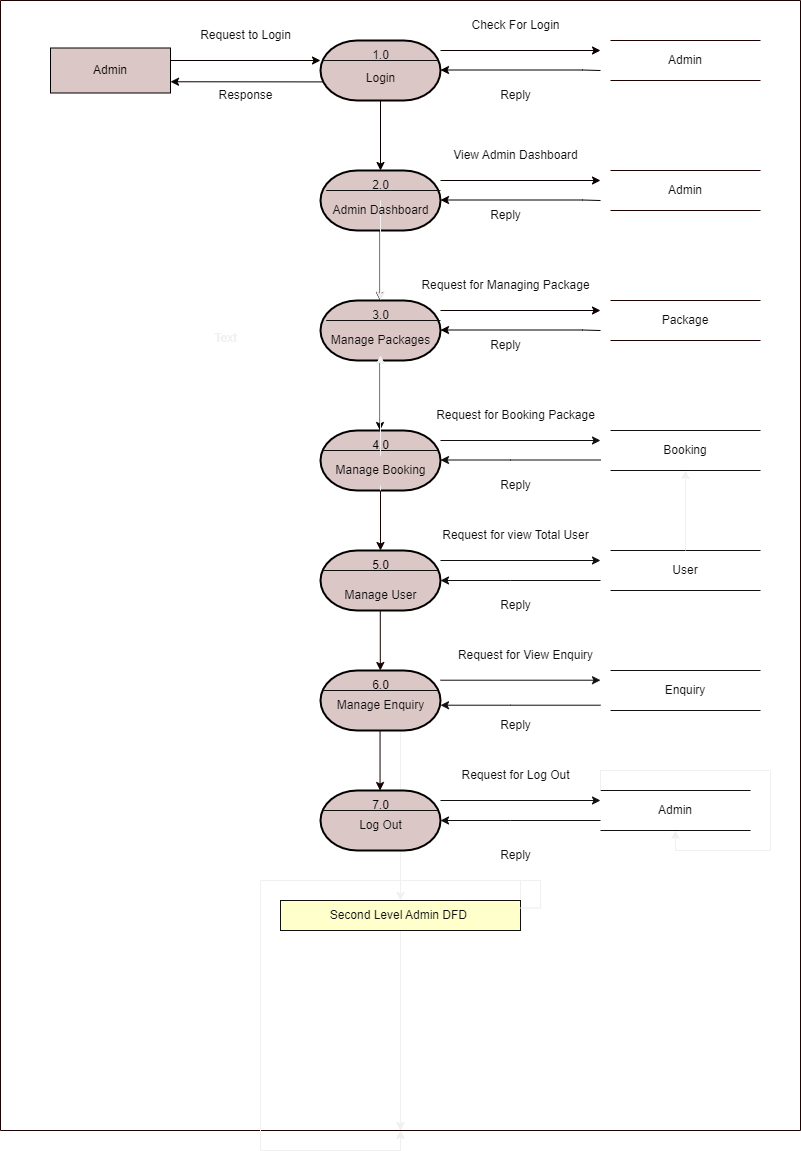 Request to Login
Check For Login
Admin
1.0
Login
Admin
Response
Reply
View Admin Dashboard
2.0
Admin Dashboard
Admin
Reply
Request for Managing Package
3.0
Manage Packages
Package
Reply
Text
Request for Booking Package
4.0
Manage Booking
Booking
Reply
Request for view Total User
5.0
Manage User
User
Reply
Request for View Enquiry
6.0
Manage Enquiry
Enquiry
Reply
Request for Log Out
7.0
Log Out
Admin
Reply
Second Level Admin DFD